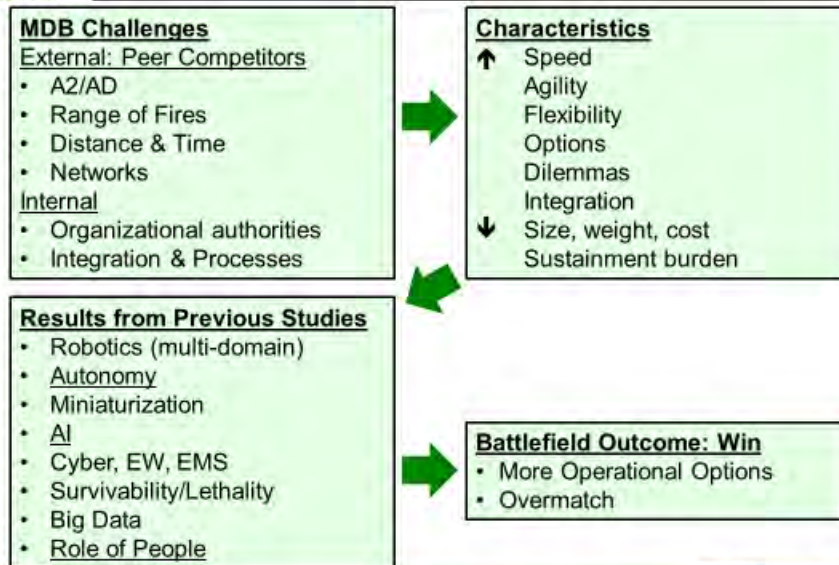 MDB Challenges
External: Peer Competitors
• A2/AD
• Range of Fires
• Distance & Time
• Networks
Internal
• Organizational authorities
• Integration & Processes
Characteristics
↑ Speed
Agility
Flexibility
Options
Dilemmas
Integration
↓ Size, weight, cost
Sustainment burden
Results from Previous Studies
• Robotics (multi-domain)
• Autonomy
• Miniaturization
• AI
• Cyber, EW, EMS
• Survivability/Lethality
• Big Data
• Role of People
Battlefield Outcome: Win
• More Operational Options
• Overmatch